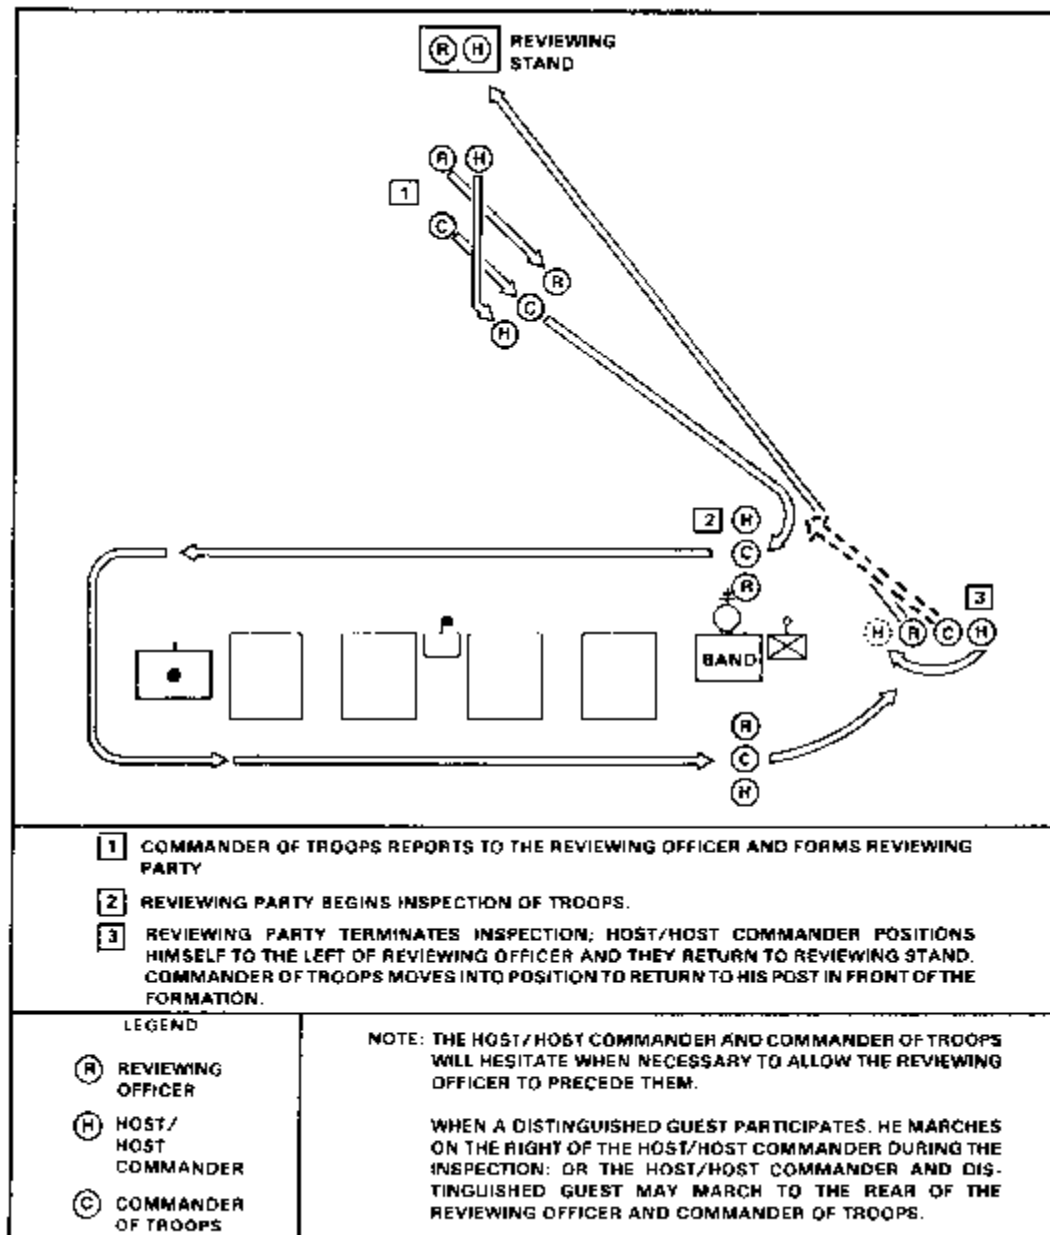 R H REVIEWING
STAND
R H
1
C
R
C
H
2 H
C
R
3
H R C H
BAND
R
C
H
1 COMMANDER OF TROOPS REPORTS TO THE REVIEWING OFFICER AND FORMS REVIEWING
PARTY
2 REVIEWING PARTY BEGINS INSPECTION OF TROOPS.
3 REVIEWING PARTY TERMINATES INSPECTION; HOST/HOST COMMANDER POSITIONS
HIMSELF TO THE LEFT OF REVIEWING OFFICER AND THEY RETURN TO REVIEWING STAND.
COMMANDER OF TROOPS MOVES INTO POSITION TO RETURN TO HIS POST IN FRONT OF THE
FORMATION.
LEGEND
R REVIEWING
OFFICER
H HOST/
HOST
COMMANDER
C COMMANDER
OF TROOPS
NOTE: THE HOST/HOST COMMANDER AND COMMANDER OF TROOPS
WILL HESITATE WHEN NECESSARY TO ALLOW THE REVIEWING
OFFICER TO PRECEDE THEM.
WHEN A DISTINGUISHED GUEST PARTICIPATES. HE MARCHES
ON THE RIGHT OF THE HOST/HOST COMMANDER DURING THE
INSPECTION: OR THE HOST/HOST COMMANDER AND DIS-
TINGUISHED GUEST MAY MARCH TO THE REAR OF THE
REVIEWING OFFICER AND COMMANDER OF TROOPS.